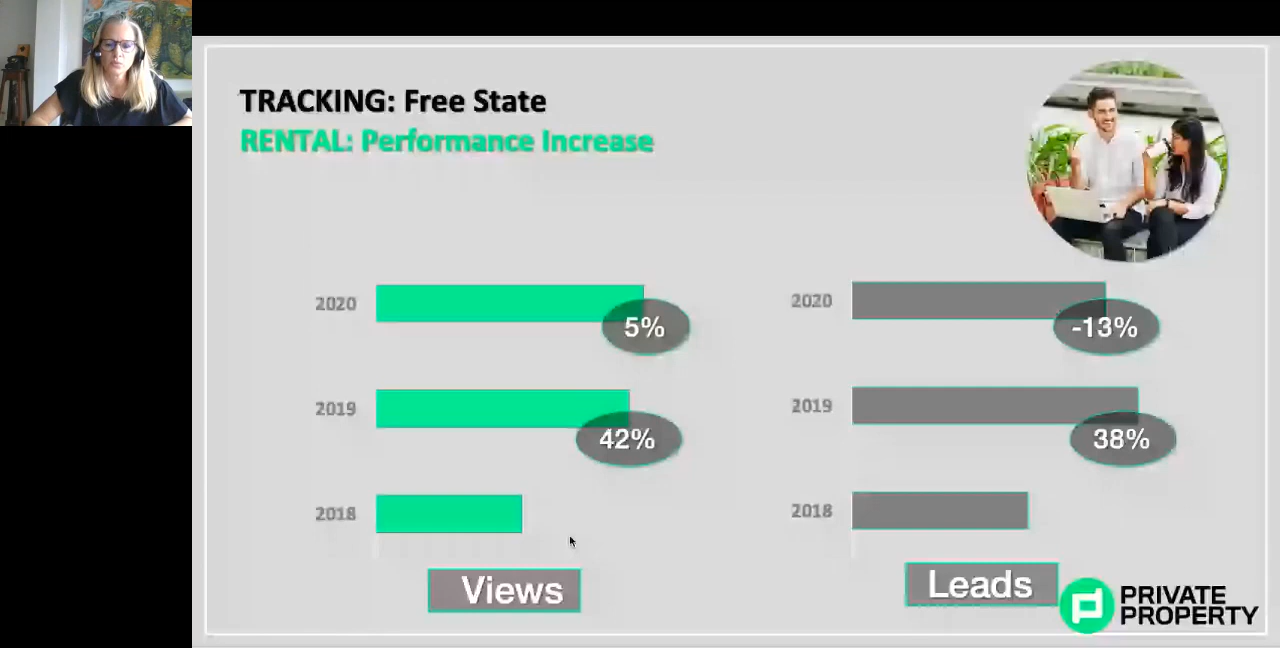 TRACKING: Free State
RENTAL: Performance Increase
2020
5%
2019
42%
2018
Views
2020
-13%
2019
38%
2018
Leads
PRIVATE
PROPERTY